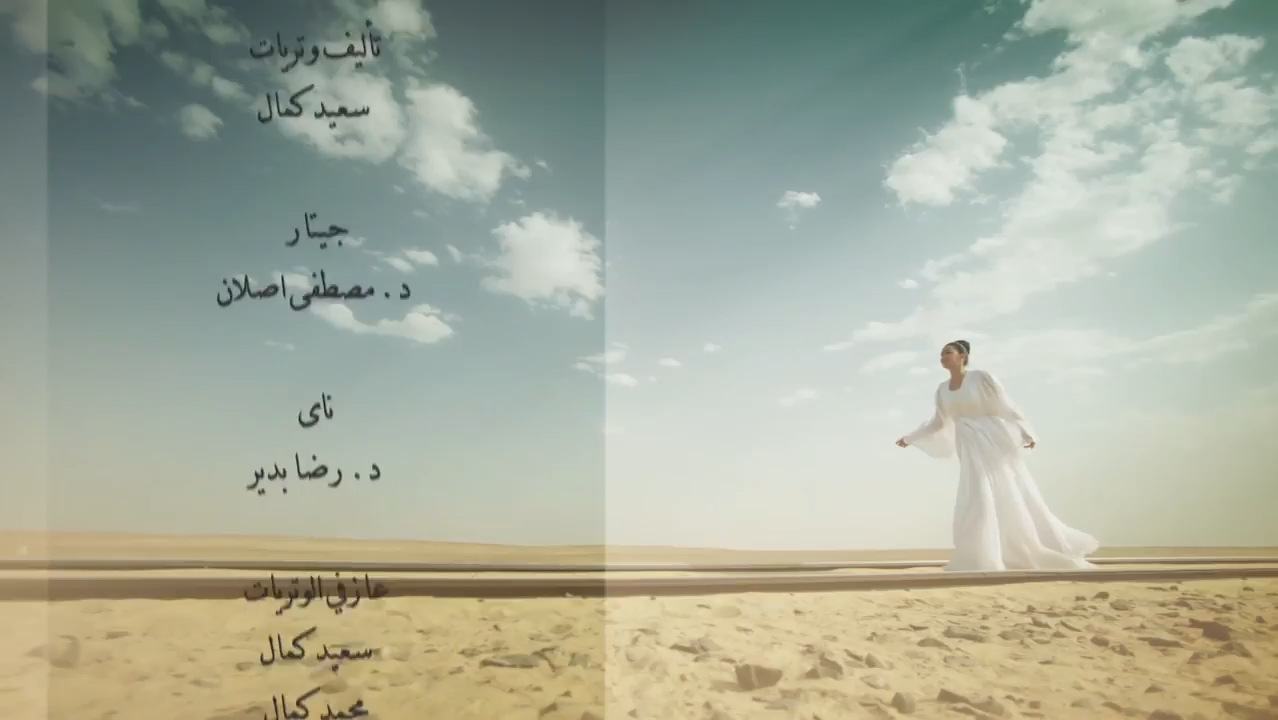 تأليف وتريات
سعيد كمال
جيتار
د . مصطفى اصلان
ناى
د . رضا بدير
عازفي الوتريات
سعيد كمال
محمد كمال